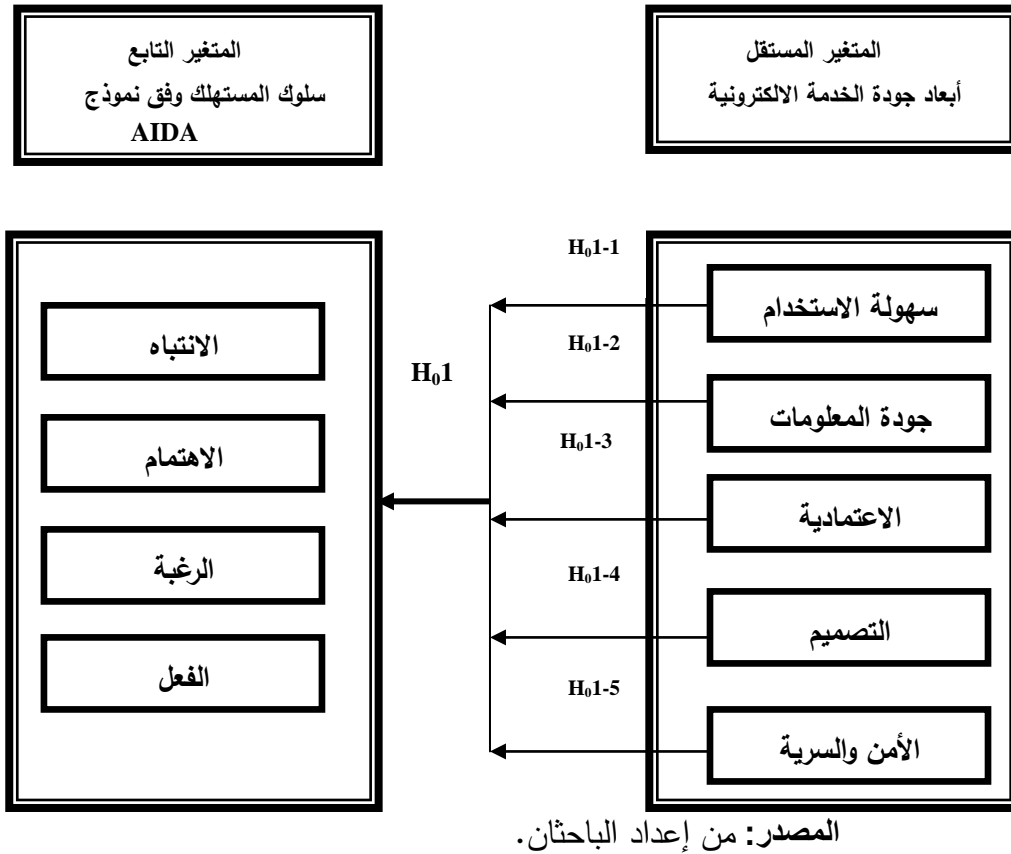 المتغير المستقل
أبعاد جودة الخدمة الالكترونية
المتغير التابع
سلوك المستهلك وفق نموذج
AIDA
سهولة الاستخدام
جودة المعلومات
الاعتمادية
التصميم
الأمن والسرية
H₀1-1
H₀1-2
H₀1-3
H₀1-4
H₀1-5
H₀1
الانتباه
الاهتمام
الرغبة
الفعل
المصدر: من إعداد الباحثان.